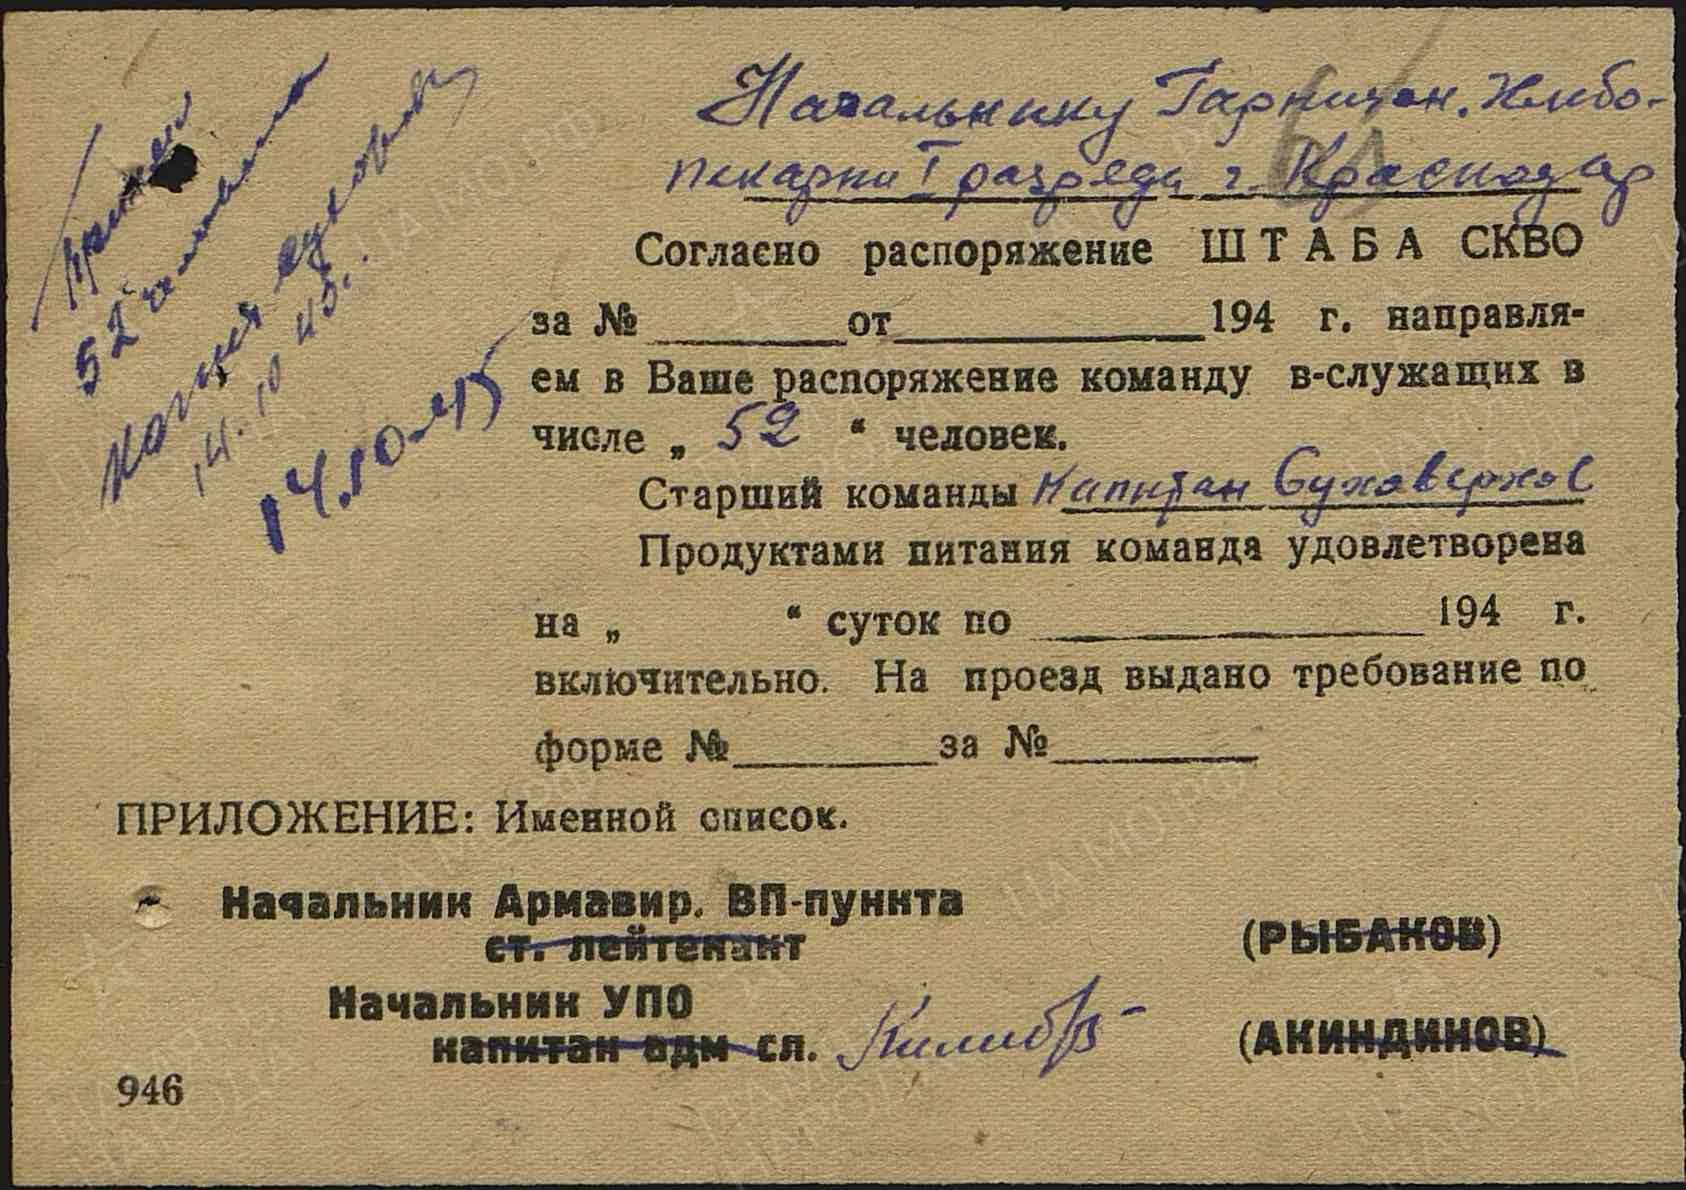 Начальнику Гарнизон. Хлебо-
пекарни I разряда г. Краснодар
Согласно распоряжение ШТАБА СКВО
за № от 194 г. направля-
ем в Ваше распоряжение команду в-служащих в
числе „ 52 “ человек.
Старший команды Капитан Суховерхов
Продуктами питания команда удовлетворена
на „ “ суток по 194 г.
включительно. На проезд выдано требование по
форме № за №
ПРИЛОЖЕНИЕ: Именной список.
Начальник Армавир. ВП-пункта
ст. лейтенант (РЫБАКОВ)
Начальник УПО
капитан адм сл. (АКИНДИНОВ)
946
Принял
52 человека
14.10 45.
14.10-45
61